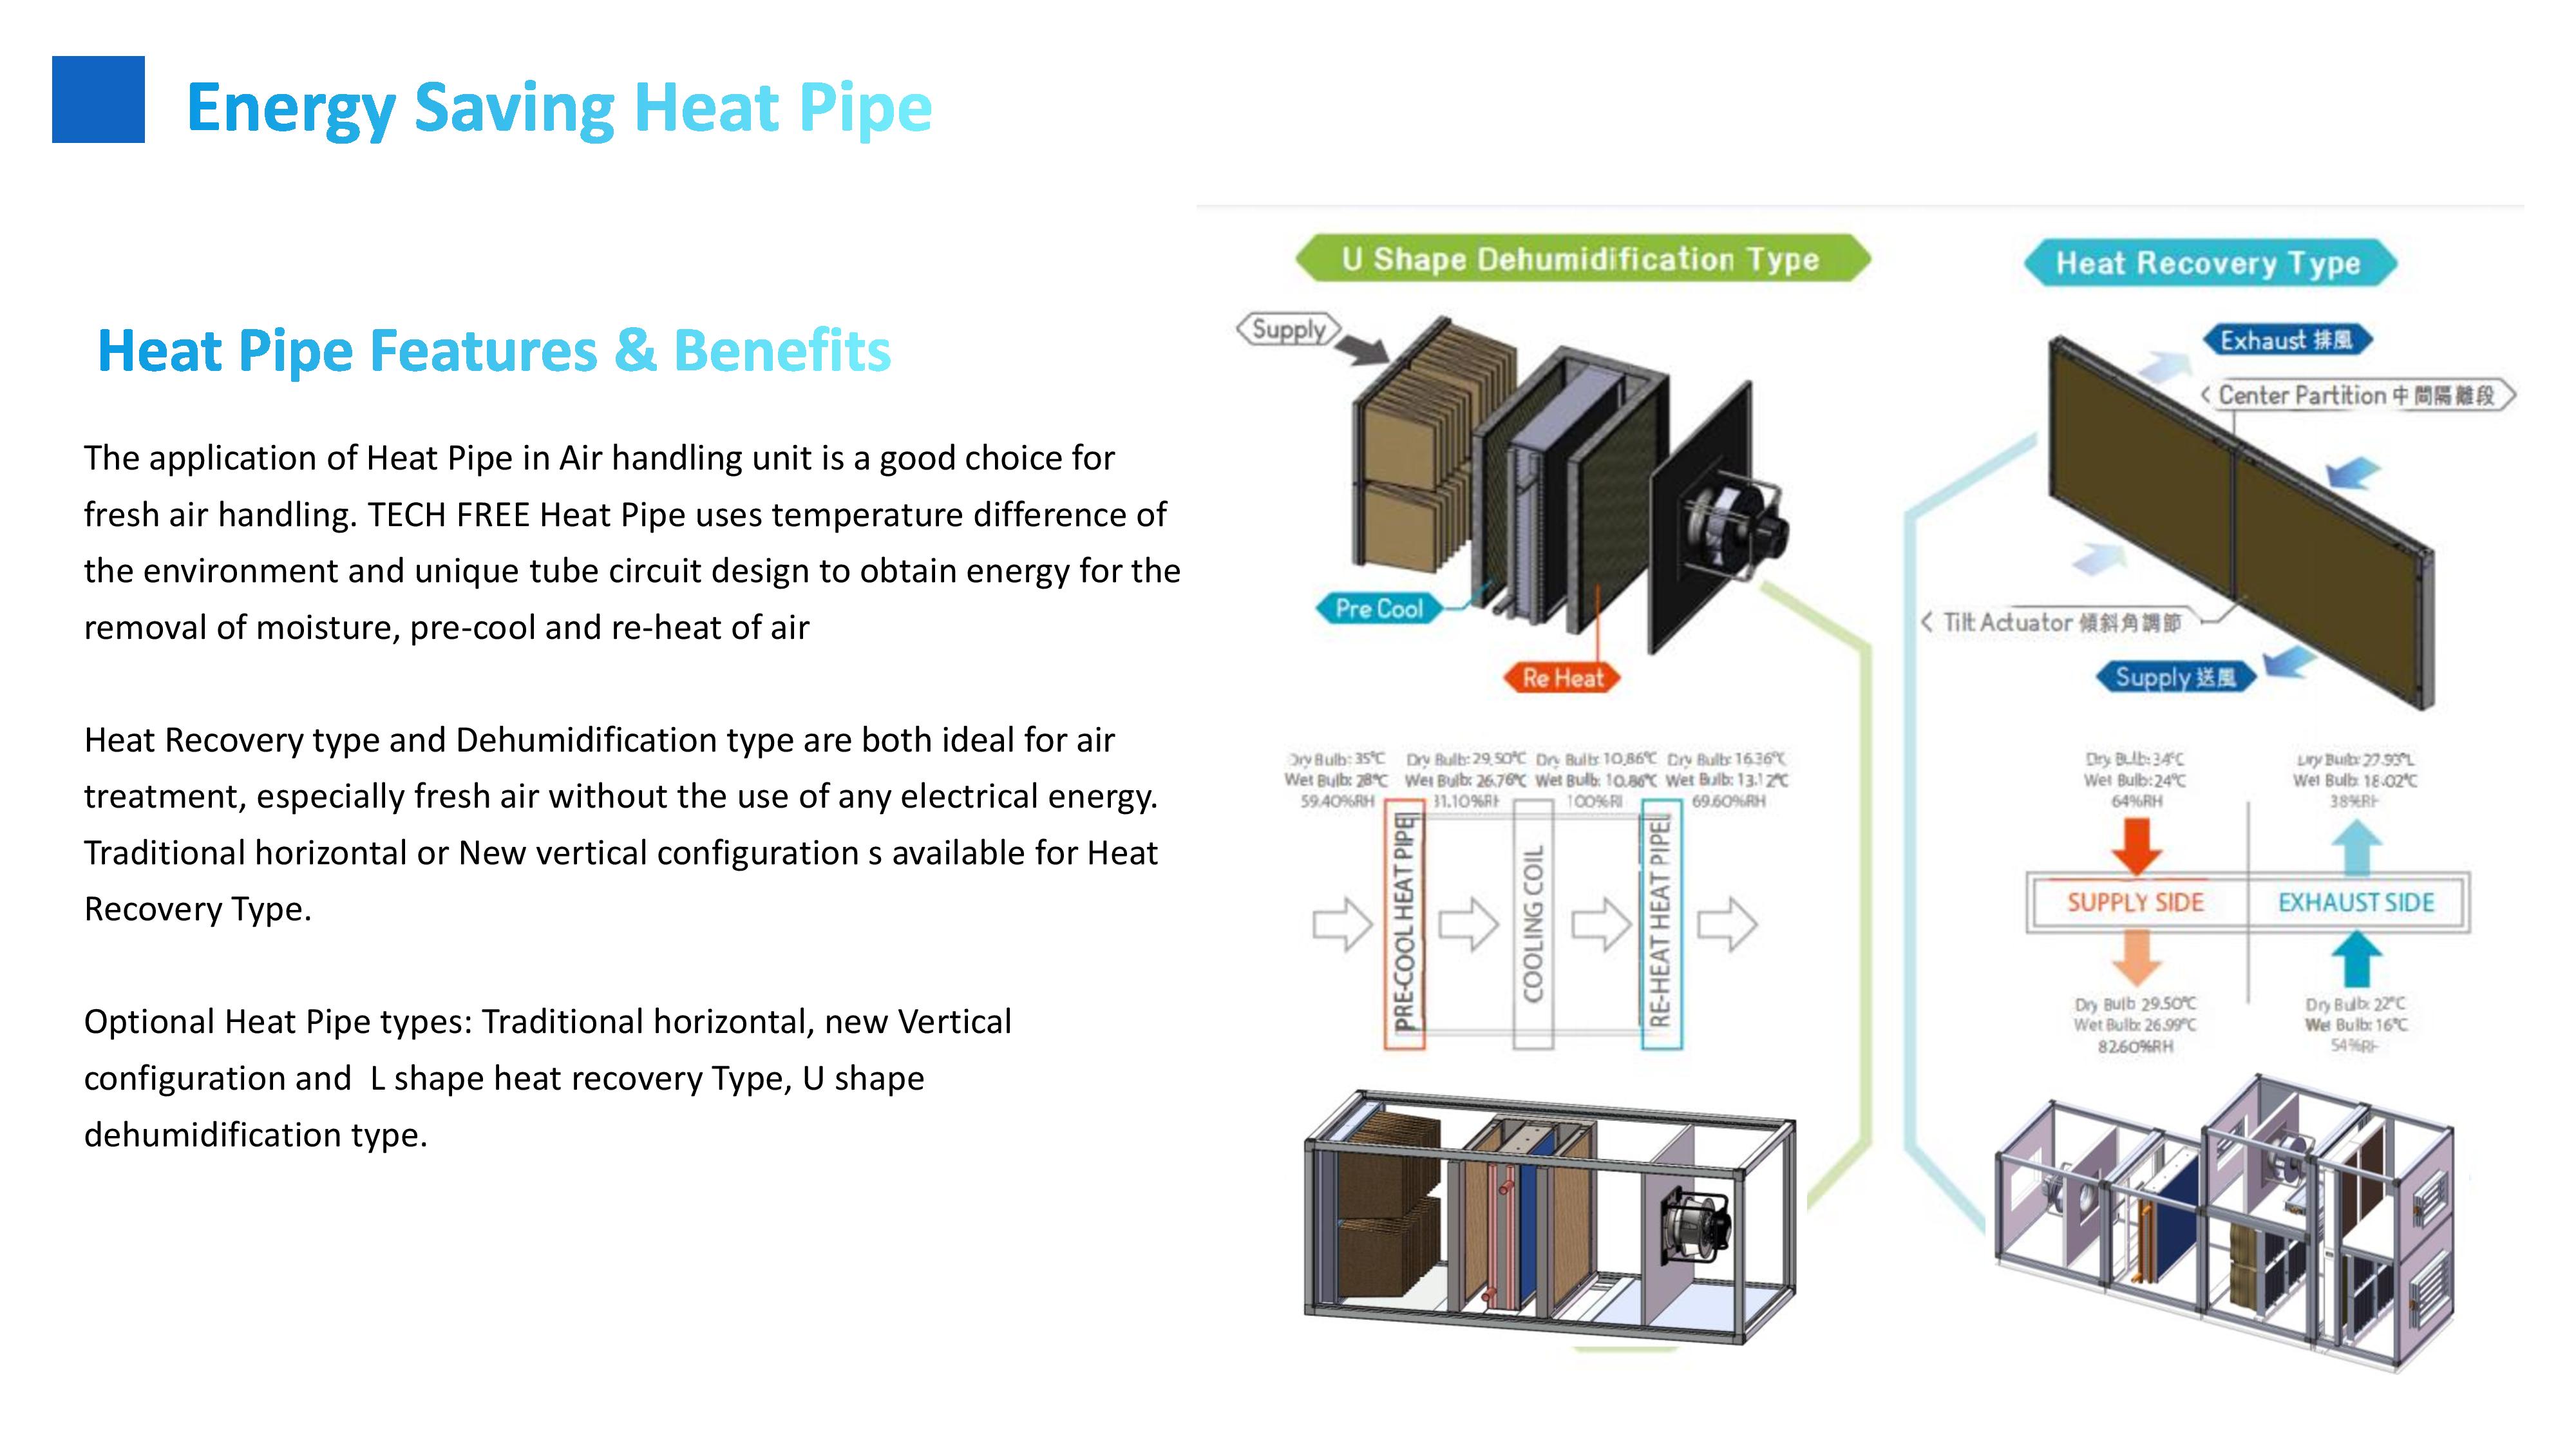 Energy Saving Heat Pipe
Heat Pipe Features & Benefits
The application of Heat Pipe in Air handling unit is a good choice for
fresh air handling. TECH FREE Heat Pipe uses temperature difference of
the environment and unique tube circuit design to obtain energy for the
removal of moisture, pre-cool and re-heat of air
Heat Recovery type and Dehumidification type are both ideal for air
treatment, especially fresh air without the use of any electrical energy.
Traditional horizontal or New vertical configuration s available for Heat
Recovery Type.
Optional Heat Pipe types: Traditional horizontal, new Vertical
configuration and L shape heat recovery Type, U shape
dehumidification type.
U Shape Dehumidification Type
Supply
Pre Cool
Re Heat
Dry Bulb: 35°C Dry Bulb: 29.50°C Dry Bulb: 10.86°C Dry Bulb: 16.36°C
Wet Bulb: 28°C Wet Bulb: 26.76°C Wet Bulb: 10.86°C Wet Bulb: 13.12°C
59.40%RH 100%R 69.60%RH
PRE-COOL HEAT PIPE
COOLING COIL
RE-HEAT HEAT PIPE
Heat Recovery Type
Exhaust 排風
Center Partition 中間隔離段
Tilt Actuator 傾斜角調節
Supply 送風
Dry Bulb: 34°C Dry Bulb: 27.93°C
Wet Bulb: 24°C Wet Bulb: 18.02°C
64%RH 38%RH
SUPPLY SIDE EXHAUST SIDE
Dry Bulb 29.50°C Dry Bulb: 22°C
Wet Bulb: 26.99°C Wet Bulb: 16°C
82.60%RH 54%RH